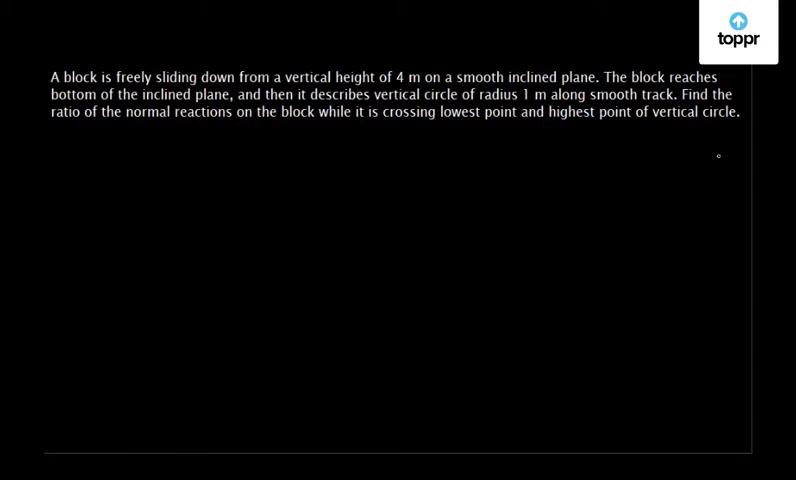 toppr
A block is freely sliding down from a vertical height of 4 m on a smooth inclined plane. The block reaches
bottom of the inclined plane, and then it describes vertical circle of radius 1 m along smooth track. Find the
ratio of the normal reactions on the block while it is crossing lowest point and highest point of vertical circle.